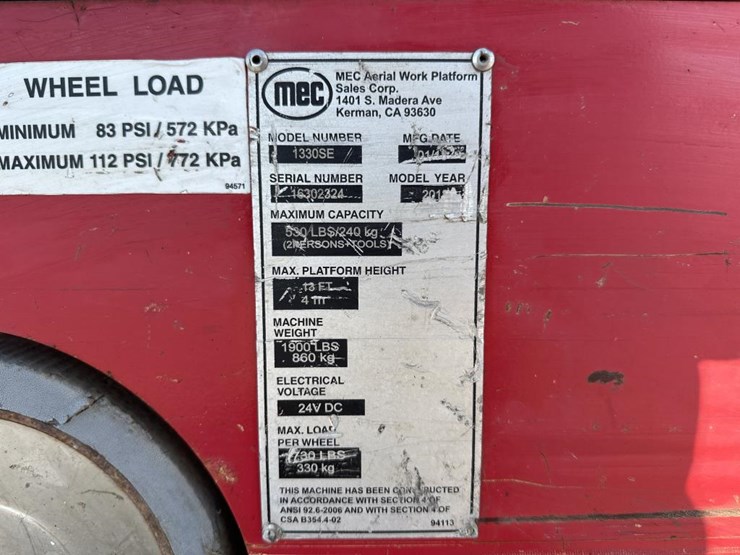 WHEEL LOAD
MINIMUM 83 PSI / 572 KPa
MAXIMUM 112 PSI / 772 KPa
94571
mec
MEC Aerial Work Platform
Sales Corp.
1401 S. Madera Ave
Kerman, CA 93630
MODEL NUMBER MFG DATE
1330SE
SERIAL NUMBER MODEL YEAR
16302324
MAXIMUM CAPACITY
530 LBS/240 kg
(2 PERSONS+TOOLS)
MAX. PLATFORM HEIGHT
13 FT
4 m
MACHINE
WEIGHT
1900 LBS
860 kg
ELECTRICAL
VOLTAGE
24V DC
MAX. LOAD
PER WHEEL
730 LBS
330 kg
THIS MACHINE HAS BEEN CONSTRUCTED
IN ACCORDANCE WITH SECTION 4 OF
ANSI 92.6-2006 AND WITH SECTION 4 OF
CSA B354.4-02
94113